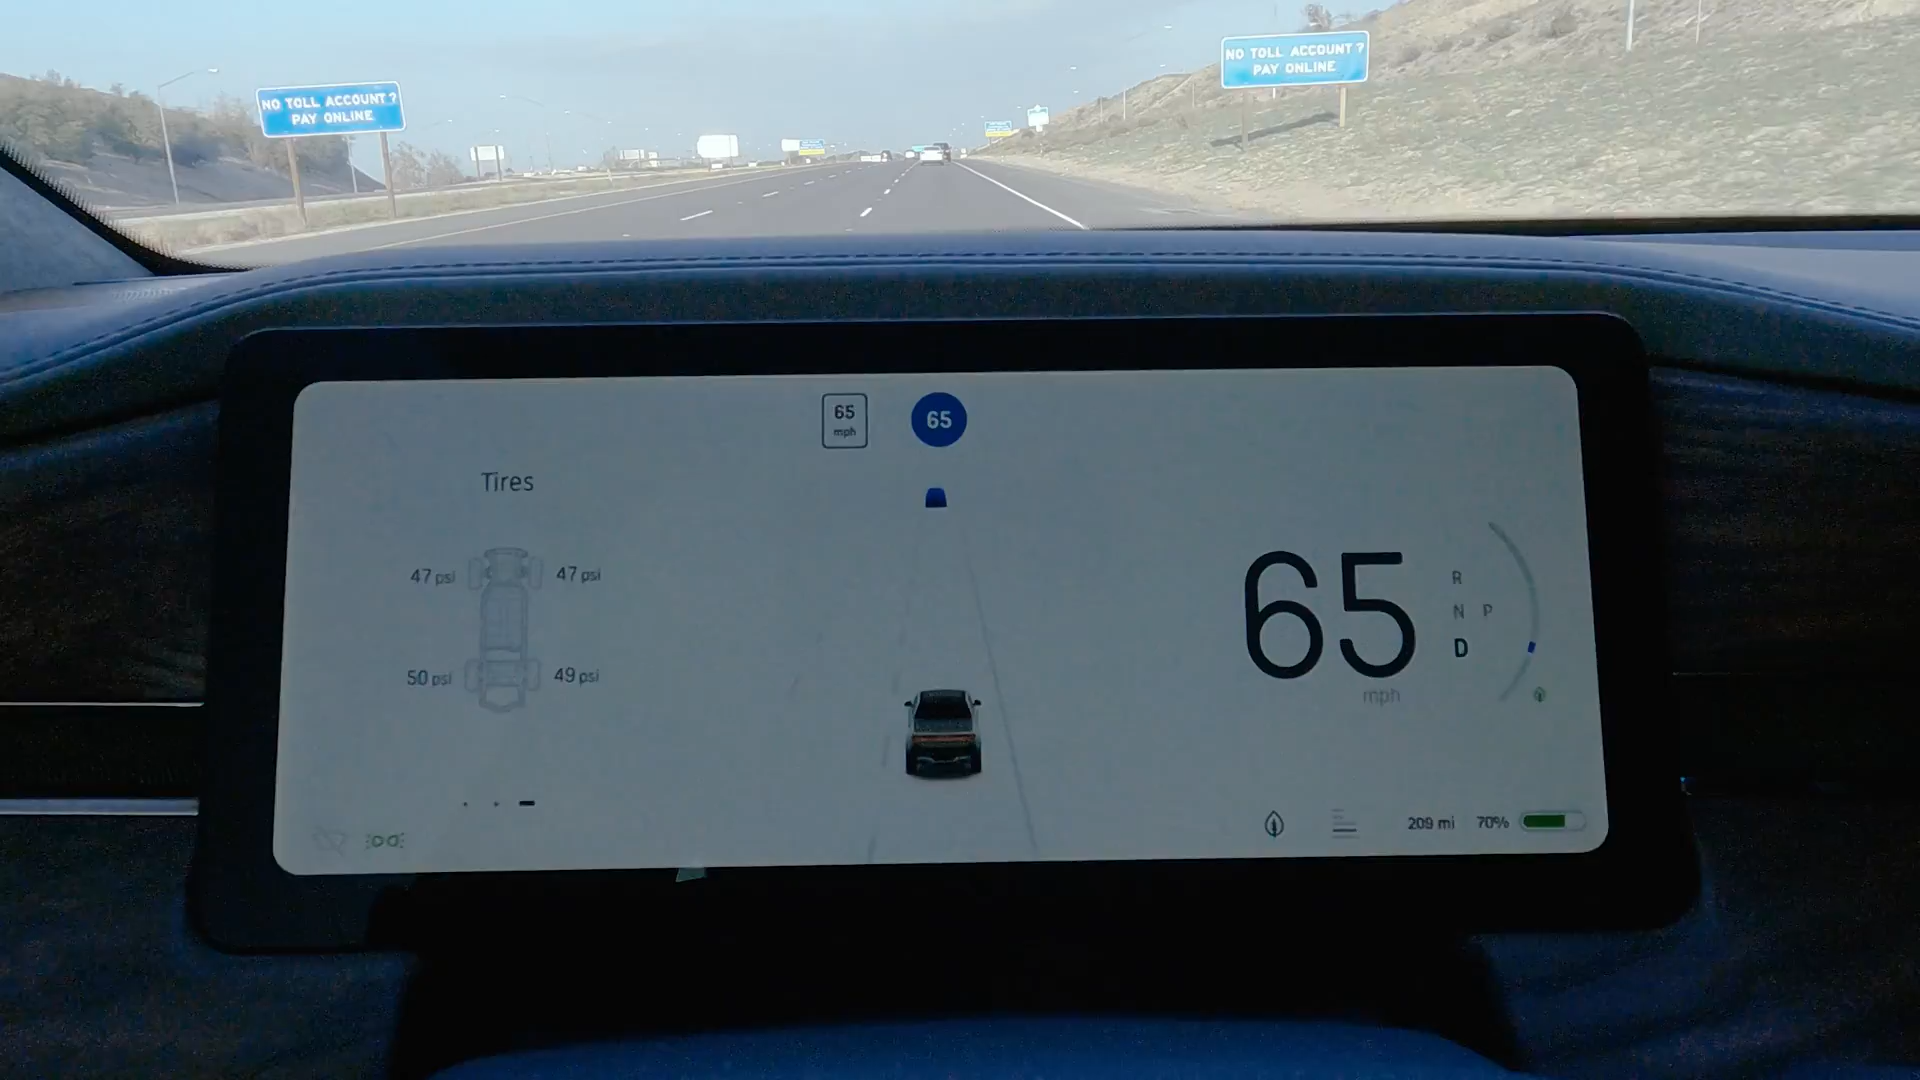 NO TOLL ACCOUNT?
PAY ONLINE
NO TOLL ACCOUNT?
PAY ONLINE
65
mph
65
Tires
47 psi
47 psi
50 psi
49 psi
65
mph
R
N P
D
209 mi
70%